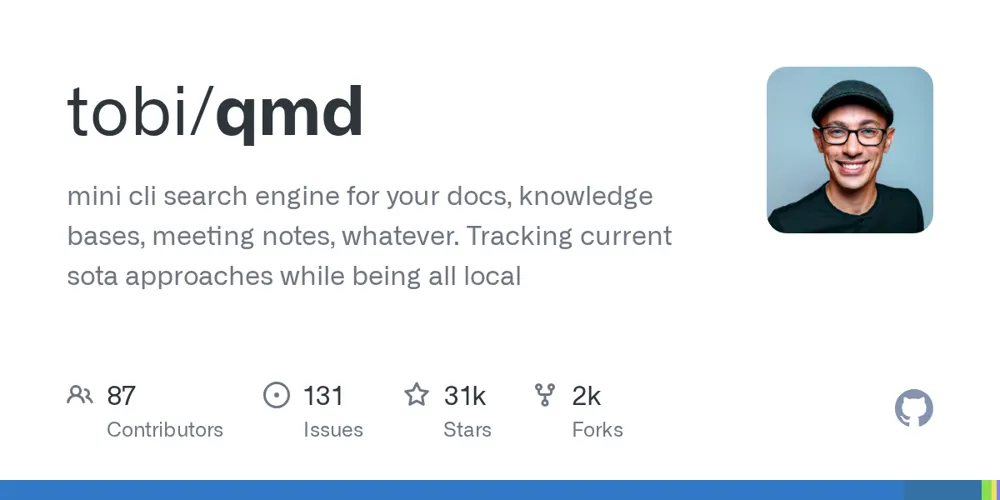 tobi/qmd
mini cli search engine for your docs, knowledge
bases, meeting notes, whatever. Tracking current
sota approaches while being all local
87
Contributors
131
Issues
31k
Stars
2k
Forks